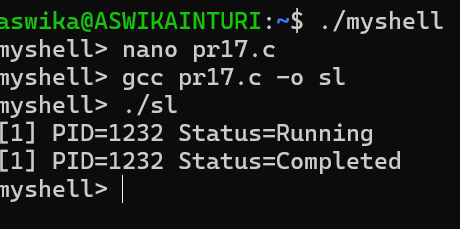 aswika@ASWIKAINTURI:~$ ./myshell
myshell> nano pr17.c
myshell> gcc pr17.c -o sl
myshell> ./sl
[1] PID=1232 Status=Running
[1] PID=1232 Status=Completed
myshell>